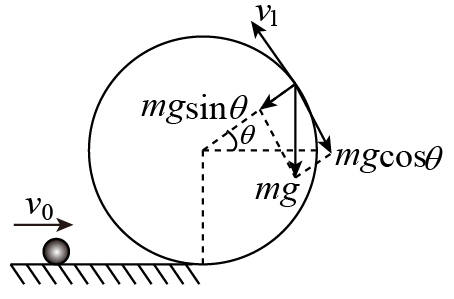 v₁
mgsinθ
θ
mgcosθ
mg
v₀